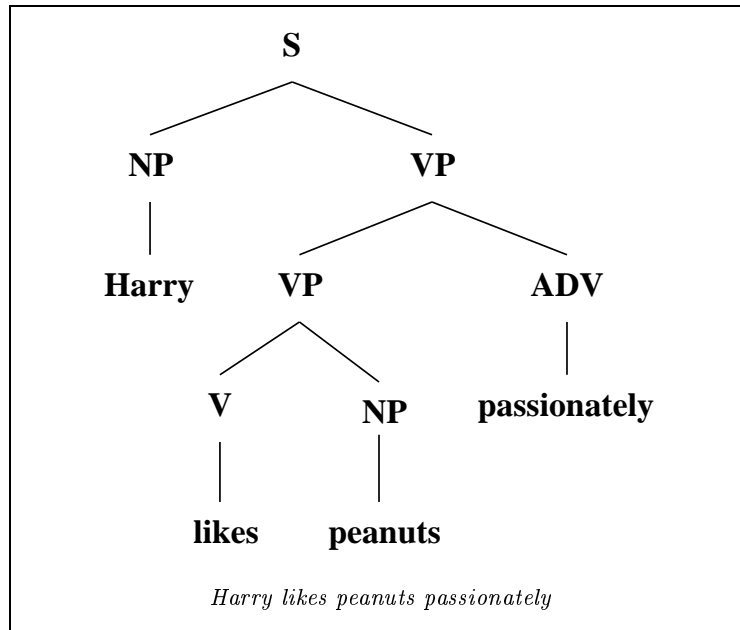 S
NP VP
Harry VP ADV
V NP passionately
likes peanuts
Harry likes peanuts passionately